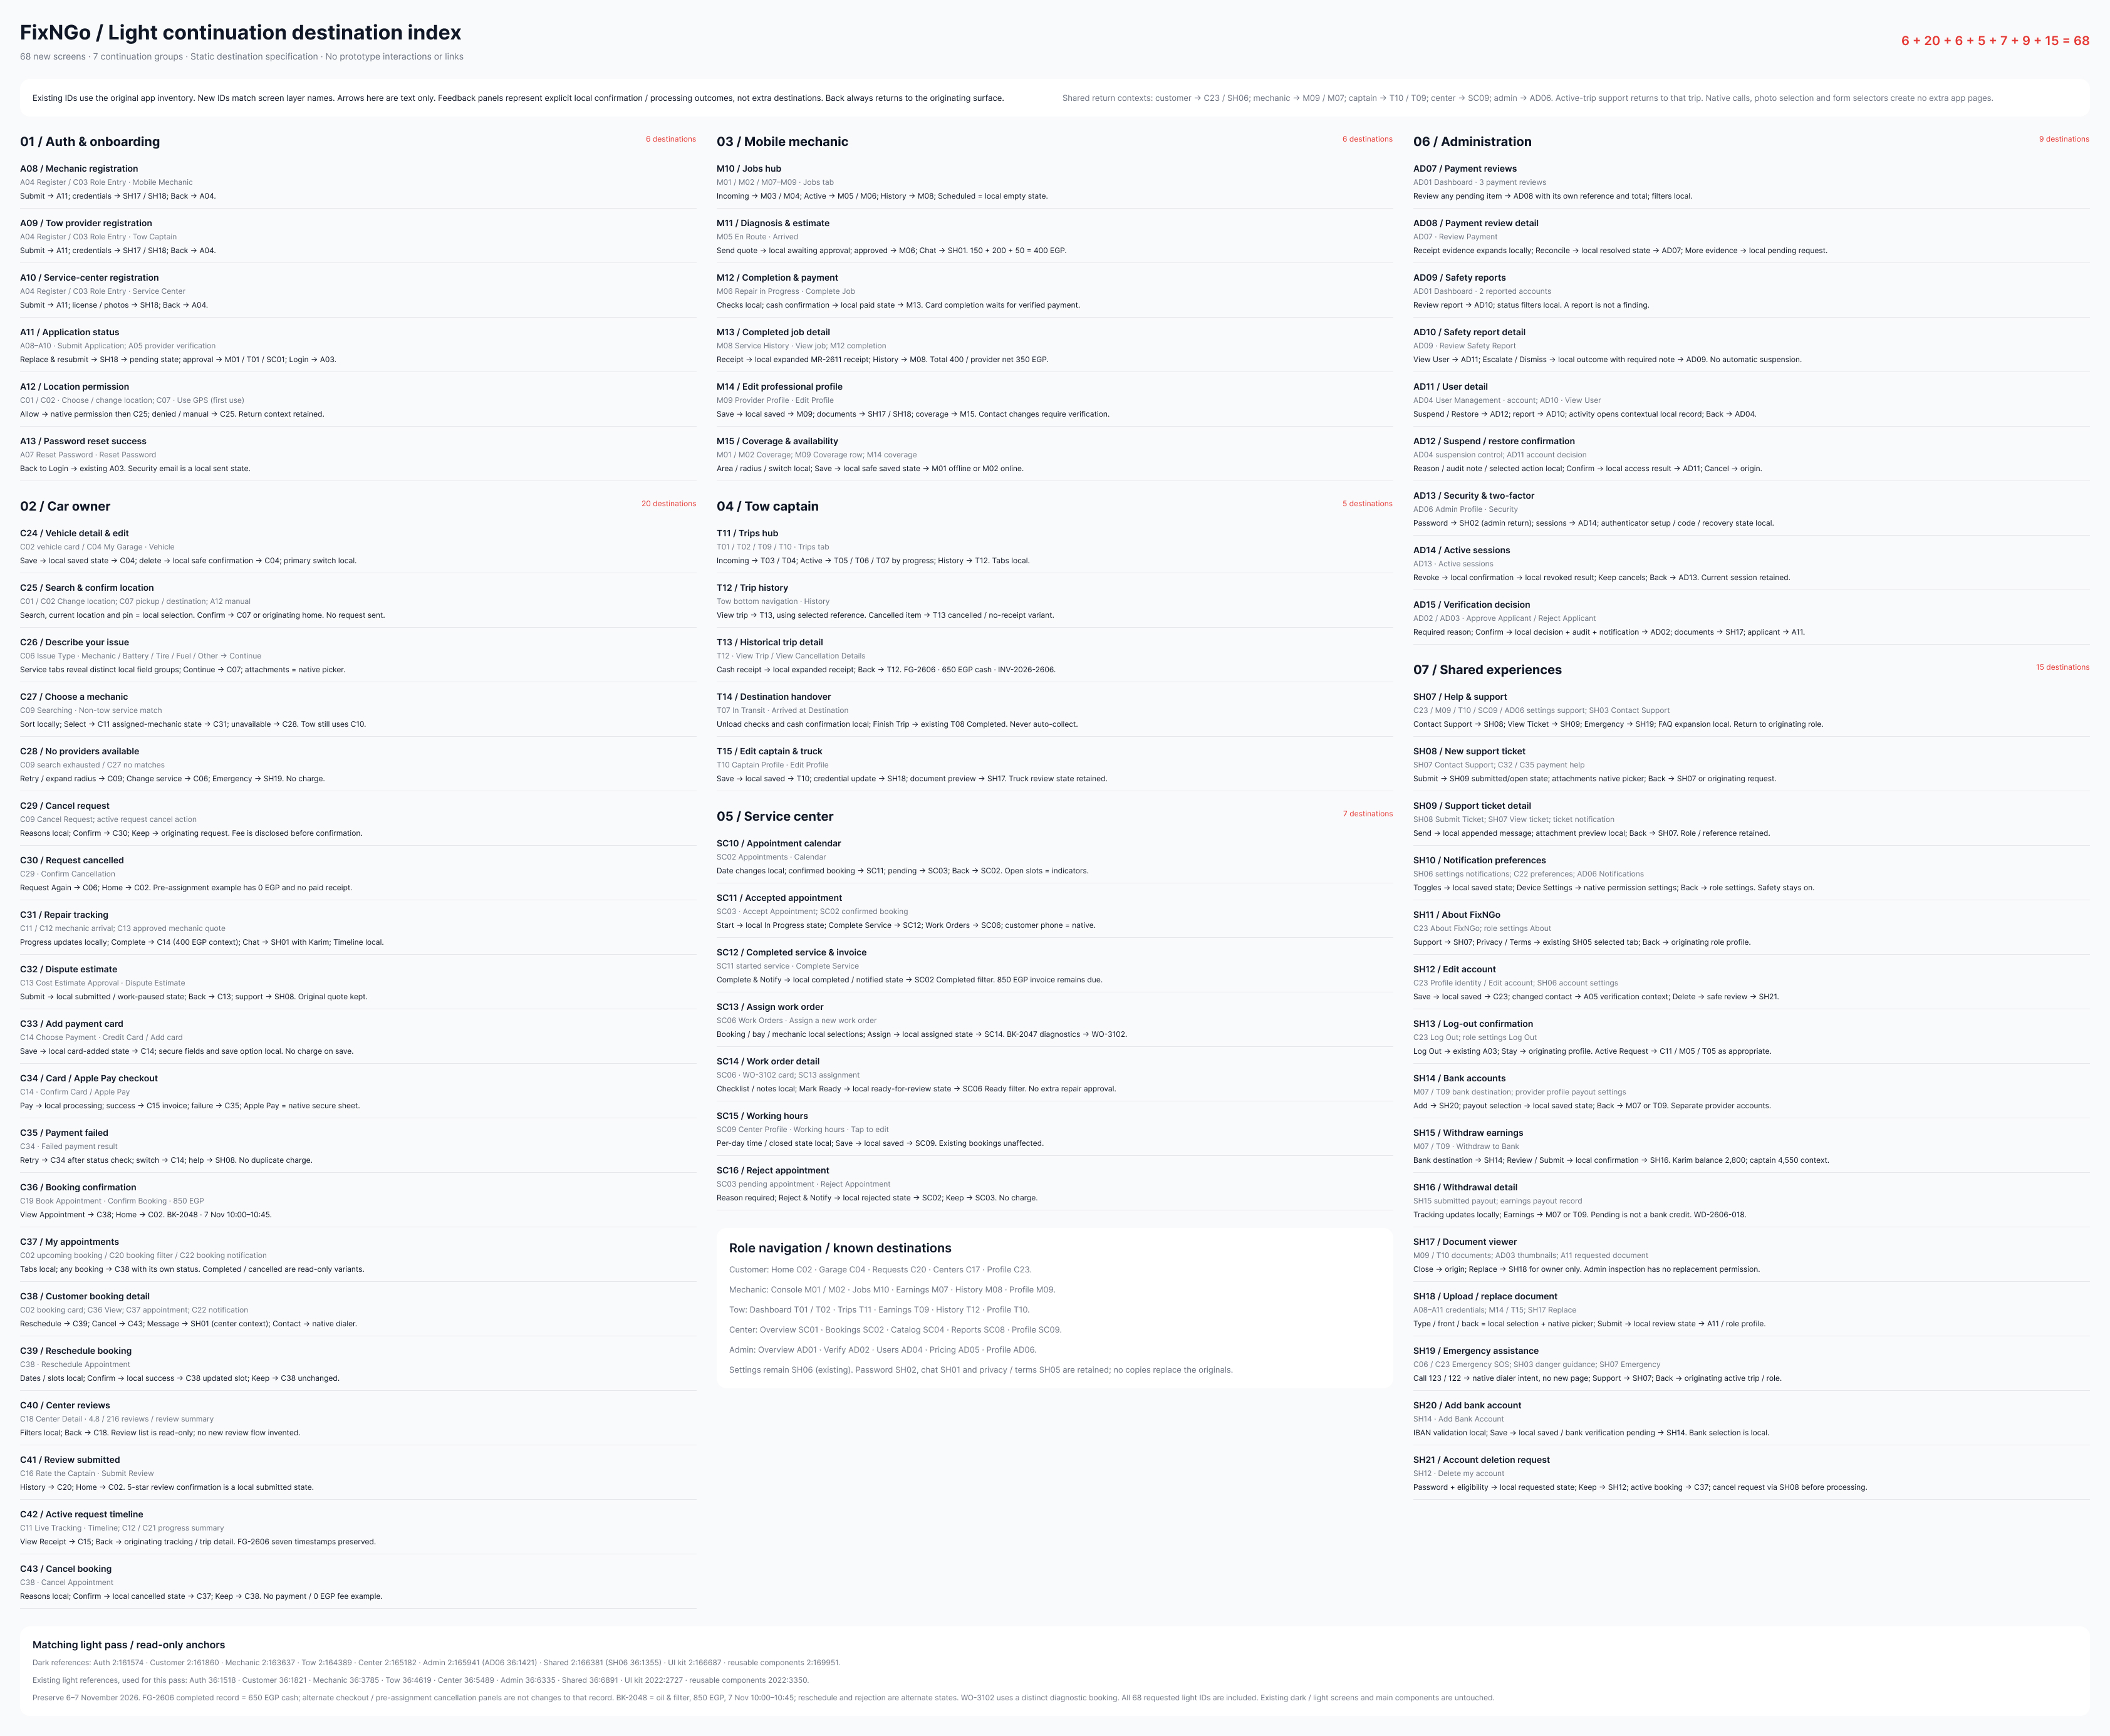 FixNGo / Light continuation destination index
68 new screens · 7 continuation groups · Static destination specification · No prototype interactions or links
6 + 20 + 6 + 5 + 7 + 9 + 15 = 68
Existing IDs use the original app inventory. New IDs match screen layer names. Arrows here are text only. Feedback panels represent explicit local confirmation / processing outcomes, not extra destinations. Back always returns to the originating surface.
Shared return contexts: customer → C23 / SH06; mechanic → M09 / M07; captain → T10 / T09; center → SC09; admin → AD06. Active-trip support returns to that trip. Native calls, photo selection and form selectors create no extra app pages.
01 / Auth & onboarding
6 destinations
A08 / Mechanic registration
A04 Register / C03 Role Entry · Mobile Mechanic
Submit → A11; credentials → SH17 / SH18; Back → A04.
A09 / Tow provider registration
A04 Register / C03 Role Entry · Tow Captain
Submit → A11; credentials → SH17 / SH18; Back → A04.
A10 / Service-center registration
A04 Register / C03 Role Entry · Service Center
Submit → A11; license / photos → SH18; Back → A04.
A11 / Application status
A08–A10 · Submit Application; A05 provider verification
Replace & resubmit → SH18 → pending state; approval → M01 / T01 / SC01; Login → A03.
A12 / Location permission
C01 / C02 · Choose / change location; C07 · Use GPS (first use)
Allow → native permission then C25; denied / manual → C25. Return context retained.
A13 / Password reset success
A07 Reset Password · Reset Password
Back to Login → existing A03. Security email is a local sent state.
02 / Car owner
20 destinations
C24 / Vehicle detail & edit
C02 vehicle card / C04 My Garage · Vehicle
Save → local saved state → C04; delete → local safe confirmation → C04; primary switch local.
C25 / Search & confirm location
C01 / C02 Change location; C07 pickup / destination; A12 manual
Search, current location and pin = local selection. Confirm → C07 or originating home. No request sent.
C26 / Describe your issue
C06 Issue Type · Mechanic / Battery / Tire / Fuel / Other → Continue
Service tabs reveal distinct local field groups; Continue → C07; attachments = native picker.
C27 / Choose a mechanic
C09 Searching · Non-tow service match
Sort locally; Select → C11 assigned-mechanic state → C31; unavailable → C28. Tow still uses C10.
C28 / No providers available
C09 search exhausted / C27 no matches
Retry / expand radius → C09; Change service → C06; Emergency → SH19. No charge.
C29 / Cancel request
C09 Cancel Request; active request cancel action
Reasons local; Confirm → C30; Keep → originating request. Fee is disclosed before confirmation.
C30 / Request cancelled
C29 · Confirm Cancellation
Request Again → C06; Home → C02. Pre-assignment example has 0 EGP and no paid receipt.
C31 / Repair tracking
C11 / C12 mechanic arrival; C13 approved mechanic quote
Progress updates locally; Complete → C14 (400 EGP context); Chat → SH01 with Karim; Timeline local.
C32 / Dispute estimate
C13 Cost Estimate Approval · Dispute Estimate
Submit → local submitted / work-paused state; Back → C13; support → SH08. Original quote kept.
C33 / Add payment card
C14 Choose Payment · Credit Card / Add card
Save → local card-added state → C14; secure fields and save option local. No charge on save.
C34 / Card / Apple Pay checkout
C14 · Confirm Card / Apple Pay
Pay → local processing; success → C15 invoice; failure → C35; Apple Pay = native secure sheet.
C35 / Payment failed
C34 · Failed payment result
Retry → C34 after status check; switch → C14; help → SH08. No duplicate charge.
C36 / Booking confirmation
C19 Book Appointment · Confirm Booking · 850 EGP
View Appointment → C38; Home → C02. BK-2048 · 7 Nov 10:00–10:45.
C37 / My appointments
C02 upcoming booking / C20 booking filter / C22 booking notification
Tabs local; any booking → C38 with its own status. Completed / cancelled are read-only variants.
C38 / Customer booking detail
C02 booking card; C36 View; C37 appointment; C22 notification
Reschedule → C39; Cancel → C43; Message → SH01 (center context); Contact → native dialer.
C39 / Reschedule booking
C38 · Reschedule Appointment
Dates / slots local; Confirm → local success → C38 updated slot; Keep → C38 unchanged.
C40 / Center reviews
C18 Center Detail · 4.8 / 216 reviews / review summary
Filters local; Back → C18. Review list is read-only; no new review flow invented.
C41 / Review submitted
C16 Rate the Captain · Submit Review
History → C20; Home → C02. 5-star review confirmation is a local submitted state.
C42 / Active request timeline
C11 Live Tracking · Timeline; C12 / C21 progress summary
View Receipt → C15; Back → originating tracking / trip detail. FG-2606 seven timestamps preserved.
C43 / Cancel booking
C38 · Cancel Appointment
Reasons local; Confirm → local cancelled state → C37; Keep → C38. No payment / 0 EGP fee example.
03 / Mobile mechanic
6 destinations
M10 / Jobs hub
M01 / M02 / M07–M09 · Jobs tab
Incoming → M03 / M04; Active → M05 / M06; History → M08; Scheduled = local empty state.
M11 / Diagnosis & estimate
M05 En Route · Arrived
Send quote → local awaiting approval; approved → M06; Chat → SH01. 150 + 200 + 50 = 400 EGP.
M12 / Completion & payment
M06 Repair in Progress · Complete Job
Checks local; cash confirmation → local paid state → M13. Card completion waits for verified payment.
M13 / Completed job detail
M08 Service History · View job; M12 completion
Receipt → local expanded MR-2611 receipt; History → M08. Total 400 / provider net 350 EGP.
M14 / Edit professional profile
M09 Provider Profile · Edit Profile
Save → local saved → M09; documents → SH17 / SH18; coverage → M15. Contact changes require verification.
M15 / Coverage & availability
M01 / M02 Coverage; M09 Coverage row; M14 coverage
Area / radius / switch local; Save → local safe saved state → M01 offline or M02 online.
04 / Tow captain
5 destinations
T11 / Trips hub
T01 / T02 / T09 / T10 · Trips tab
Incoming → T03 / T04; Active → T05 / T06 / T07 by progress; History → T12. Tabs local.
T12 / Trip history
Tow bottom navigation · History
View trip → T13, using selected reference. Cancelled item → T13 cancelled / no-receipt variant.
T13 / Historical trip detail
T12 · View Trip / View Cancellation Details
Cash receipt → local expanded receipt; Back → T12. FG-2606 · 650 EGP cash · INV-2026-2606.
T14 / Destination handover
T07 In Transit · Arrived at Destination
Unload checks and cash confirmation local; Finish Trip → existing T08 Completed. Never auto-collect.
T15 / Edit captain & truck
T10 Captain Profile · Edit Profile
Save → local saved → T10; credential update → SH18; document preview → SH17. Truck review state retained.
05 / Service center
7 destinations
SC10 / Appointment calendar
SC02 Appointments · Calendar
Date changes local; confirmed booking → SC11; pending → SC03; Back → SC02. Open slots = indicators.
SC11 / Accepted appointment
SC03 · Accept Appointment; SC02 confirmed booking
Start → local In Progress state; Complete Service → SC12; Work Orders → SC06; customer phone = native.
SC12 / Completed service & invoice
SC11 started service · Complete Service
Complete & Notify → local completed / notified state → SC02 Completed filter. 850 EGP invoice remains due.
SC13 / Assign work order
SC06 Work Orders · Assign a new work order
Booking / bay / mechanic local selections; Assign → local assigned state → SC14. BK-2047 diagnostics → WO-3102.
SC14 / Work order detail
SC06 · WO-3102 card; SC13 assignment
Checklist / notes local; Mark Ready → local ready-for-review state → SC06 Ready filter. No extra repair approval.
SC15 / Working hours
SC09 Center Profile · Working hours · Tap to edit
Per-day time / closed state local; Save → local saved → SC09. Existing bookings unaffected.
SC16 / Reject appointment
SC03 pending appointment · Reject Appointment
Reason required; Reject & Notify → local rejected state → SC02; Keep → SC03. No charge.
Role navigation / known destinations
Customer: Home C02 · Garage C04 · Requests C20 · Centers C17 · Profile C23.
Mechanic: Console M01 / M02 · Jobs M10 · Earnings M07 · History M08 · Profile M09.
Tow: Dashboard T01 / T02 · Trips T11 · Earnings T09 · History T12 · Profile T10.
Center: Overview SC01 · Bookings SC02 · Catalog SC04 · Reports SC08 · Profile SC09.
Admin: Overview AD01 · Verify AD02 · Users AD04 · Pricing AD05 · Profile AD06.
Settings remain SH06 (existing). Password SH02, chat SH01 and privacy / terms SH05 are retained; no copies replace the originals.
06 / Administration
9 destinations
AD07 / Payment reviews
AD01 Dashboard · 3 payment reviews
Review any pending item → AD08 with its own reference and total; filters local.
AD08 / Payment review detail
AD07 · Review Payment
Receipt evidence expands locally; Reconcile → local resolved state → AD07; More evidence → local pending request.
AD09 / Safety reports
AD01 Dashboard · 2 reported accounts
Review report → AD10; status filters local. A report is not a finding.
AD10 / Safety report detail
AD09 · Review Safety Report
View User → AD11; Escalate / Dismiss → local outcome with required note → AD09. No automatic suspension.
AD11 / User detail
AD04 User Management · account; AD10 · View User
Suspend / Restore → AD12; report → AD10; activity opens contextual local record; Back → AD04.
AD12 / Suspend / restore confirmation
AD04 suspension control; AD11 account decision
Reason / audit note / selected action local; Confirm → local access result → AD11; Cancel → origin.
AD13 / Security & two-factor
AD06 Admin Profile · Security
Password → SH02 (admin return); sessions → AD14; authenticator setup / code / recovery state local.
AD14 / Active sessions
AD13 · Active sessions
Revoke → local confirmation → local revoked result; Keep cancels; Back → AD13. Current session retained.
AD15 / Verification decision
AD02 / AD03 · Approve Applicant / Reject Applicant
Required reason; Confirm → local decision + audit + notification → AD02; documents → SH17; applicant → A11.
07 / Shared experiences
15 destinations
SH07 / Help & support
C23 / M09 / T10 / SC09 / AD06 settings support; SH03 Contact Support
Contact Support → SH08; View Ticket → SH09; Emergency → SH19; FAQ expansion local. Return to originating role.
SH08 / New support ticket
SH07 Contact Support; C32 / C35 payment help
Submit → SH09 submitted/open state; attachments native picker; Back → SH07 or originating request.
SH09 / Support ticket detail
SH08 Submit Ticket; SH07 View ticket; ticket notification
Send → local appended message; attachment preview local; Back → SH07. Role / reference retained.
SH10 / Notification preferences
SH06 settings notifications; C22 preferences; AD06 Notifications
Toggles → local saved state; Device Settings → native permission settings; Back → role settings. Safety stays on.
SH11 / About FixNGo
C23 About FixNGo; role settings About
Support → SH07; Privacy / Terms → existing SH05 selected tab; Back → originating role profile.
SH12 / Edit account
C23 Profile identity / Edit account; SH06 account settings
Save → local saved → C23; changed contact → A05 verification context; Delete → safe review → SH21.
SH13 / Log-out confirmation
C23 Log Out; role settings Log Out
Log Out → existing A03; Stay → originating profile. Active Request → C11 / M05 / T05 as appropriate.
SH14 / Bank accounts
M07 / T09 bank destination; provider profile payout settings
Add → SH20; payout selection → local saved state; Back → M07 or T09. Separate provider accounts.
SH15 / Withdraw earnings
M07 / T09 · Withdraw to Bank
Bank destination → SH14; Review / Submit → local confirmation → SH16. Karim balance 2,800; captain 4,550 context.
SH16 / Withdrawal detail
SH15 submitted payout; earnings payout record
Tracking updates locally; Earnings → M07 or T09. Pending is not a bank credit. WD-2606-018.
SH17 / Document viewer
M09 / T10 documents; AD03 thumbnails; A11 requested document
Close → origin; Replace → SH18 for owner only. Admin inspection has no replacement permission.
SH18 / Upload / replace document
A08–A11 credentials; M14 / T15; SH17 Replace
Type / front / back = local selection + native picker; Submit → local review state → A11 / role profile.
SH19 / Emergency assistance
C06 / C23 Emergency SOS; SH03 danger guidance; SH07 Emergency
Call 123 / 122 → native dialer intent, no new page; Support → SH07; Back → originating active trip / role.
SH20 / Add bank account
SH14 · Add Bank Account
IBAN validation local; Save → local saved / bank verification pending → SH14. Bank selection is local.
SH21 / Account deletion request
SH12 · Delete my account
Password + eligibility → local requested state; Keep → SH12; active booking → C37; cancel request via SH08 before processing.
Matching light pass / read-only anchors
Dark references: Auth 2:161574 · Customer 2:161860 · Mechanic 2:163637 · Tow 2:164389 · Center 2:165182 · Admin 2:165941 (AD06 36:1421) · Shared 2:166381 (SH06 36:1355) · UI kit 2:166687 · reusable components 2:169951.
Existing light references, used for this pass: Auth 36:1518 · Customer 36:1821 · Mechanic 36:3785 · Tow 36:4619 · Center 36:5489 · Admin 36:6335 · Shared 36:6891 · UI kit 2022:2727 · reusable components 2022:3350.
Preserve 6–7 November 2026. FG-2606 completed record = 650 EGP cash; alternate checkout / pre-assignment cancellation panels are not changes to that record. BK-2048 = oil & filter, 850 EGP, 7 Nov 10:00–10:45; reschedule and rejection are alternate states. WO-3102 uses a distinct diagnostic booking. All 68 requested light IDs are included. Existing dark / light screens and main components are untouched.